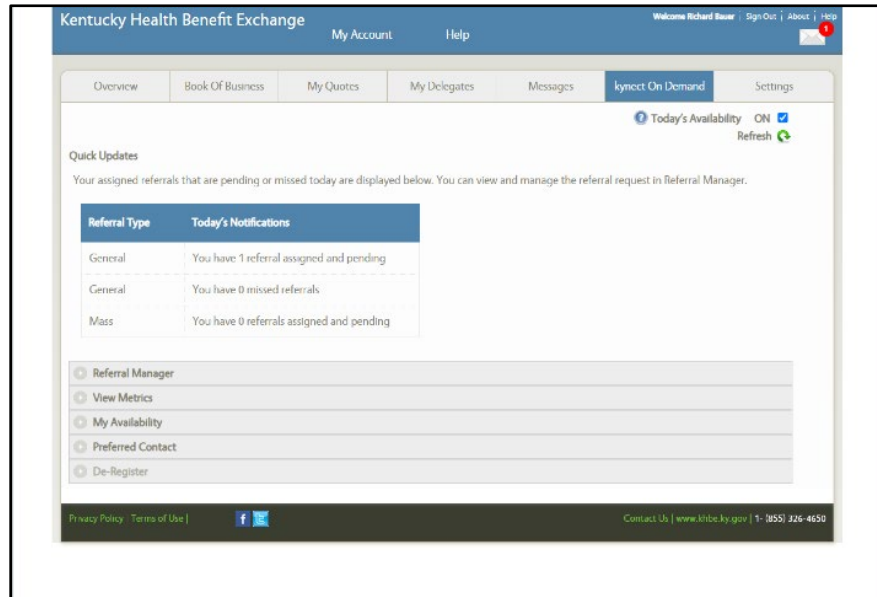 Kentucky Health Benefit Exchange
Welcome Richard Bauer | Sign Out | About | Help
My Account Help
1
Overview Book Of Business My Quotes My Delegates Messages kynect On Demand Settings
Today's Availability ON
Refresh
Quick Updates
Your assigned referrals that are pending or missed today are displayed below. You can view and manage the referral request in Referral Manager.
Referral Type Today's Notifications
General You have 1 referral assigned and pending
General You have 0 missed referrals
Mass You have 0 referrals assigned and pending
Referral Manager
View Metrics
My Availability
Preferred Contact
De-Register
Privacy Policy Terms of Use | Contact Us | www.khbe.ky.gov | 1- (855) 326-4650